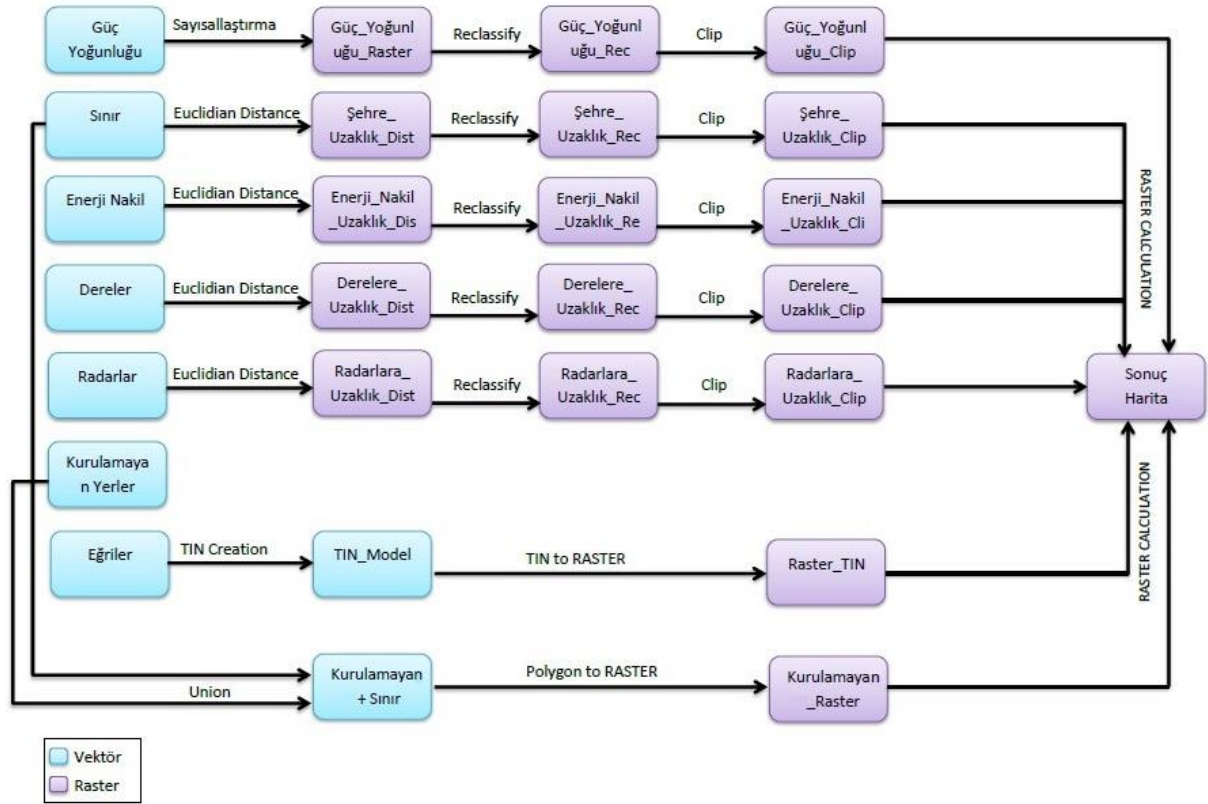 Güç
Yoğunluğu
Sayısallaştırma
Güç_Yoğunl
uğu_Raster
Reclassify
Güç_Yoğunl
uğu_Rec
Clip
Güç_Yoğunl
uğu_Clip
Sınır
Euclidian Distance
Şehre_
Uzaklık_Dist
Reclassify
Şehre_
Uzaklık_Rec
Clip
Şehre_
Uzaklık_Clip
Enerji Nakil
Euclidian Distance
Enerji_Nakil
_Uzaklık_Dis
Reclassify
Enerji_Nakil
_Uzaklık_Re
Clip
Enerji_Nakil
_Uzaklık_Cli
RASTER CALCULATION
Dereler
Euclidian Distance
Derelere_
Uzaklık_Dist
Reclassify
Derelere_
Uzaklık_Rec
Clip
Derelere_
Uzaklık_Clip
Radarlar
Euclidian Distance
Radarlara_
Uzaklık_Dist
Reclassify
Radarlara_
Uzaklık_Rec
Clip
Radarlara_
Uzaklık_Clip
Sonuç
Harita
Kurulamaya
n Yerler
Eğriler
TIN Creation
TIN_Model
TIN to RASTER
Raster_TIN
RASTER CALCULATION
Union
Kurulamayan
+ Sınır
Polygon to RASTER
Kurulamayan
_Raster
Vektör
Raster